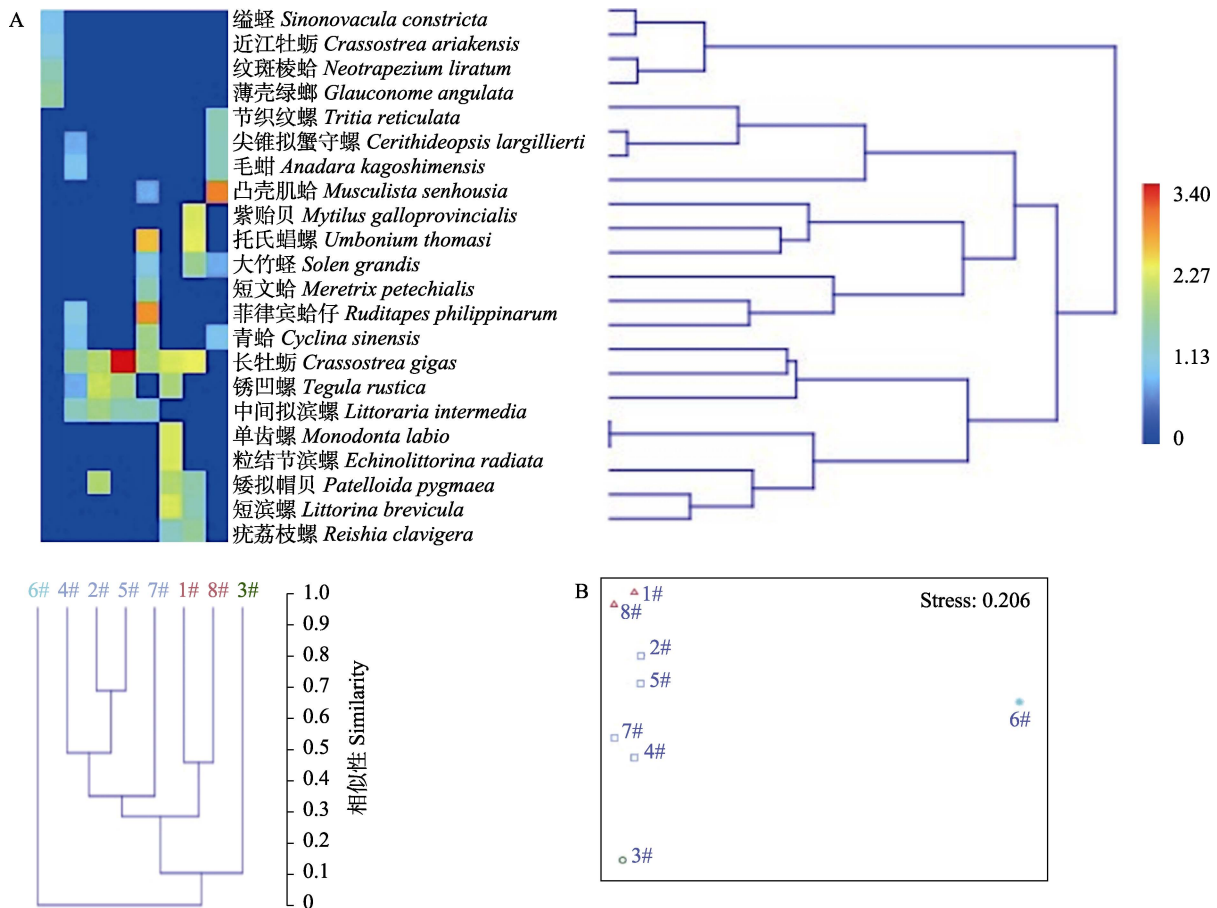 A
缢蛏 Sinonovacula constricta
近江牡蛎 Crassostrea ariakensis
纹斑棱蛤 Neotrapezium liratum
薄壳绿螂 Glauconome angulata
节织纹螺 Tritia reticulata
尖锥拟蟹守螺 Cerithideopsis largillierti
毛蚶 Anadara kagoshimensis
凸壳肌蛤 Musculista senhousia
紫贻贝 Mytilus galloprovincialis
托氏蜎螺 Umbonium thomasi
大竹蛏 Solen grandis
短文蛤 Meretrix petechialis
菲律宾蛤仔 Ruditapes philippinarum
青蛤 Cyclina sinensis
长牡蛎 Crassostrea gigas
锈凹螺 Tegula rustica
中间拟滨螺 Littoraria intermedia
单齿螺 Monodonta labio
粒结节滨螺 Echinolittorina radiata
矮拟帽贝 Patelloida pygmaea
短滨螺 Littorina brevicula
疣荔枝螺 Reishia clavigera
3.40
2.27
1.13
0
6# 4# 2# 5# 7# 1# 8# 3#
1.0
0.9
0.8
0.7
0.6
0.5
0.4
0.3
0.2
0.1
0
相似性 Similarity
B
Stress: 0.206
1#
8#
2#
5#
6#
7#
4#
3#